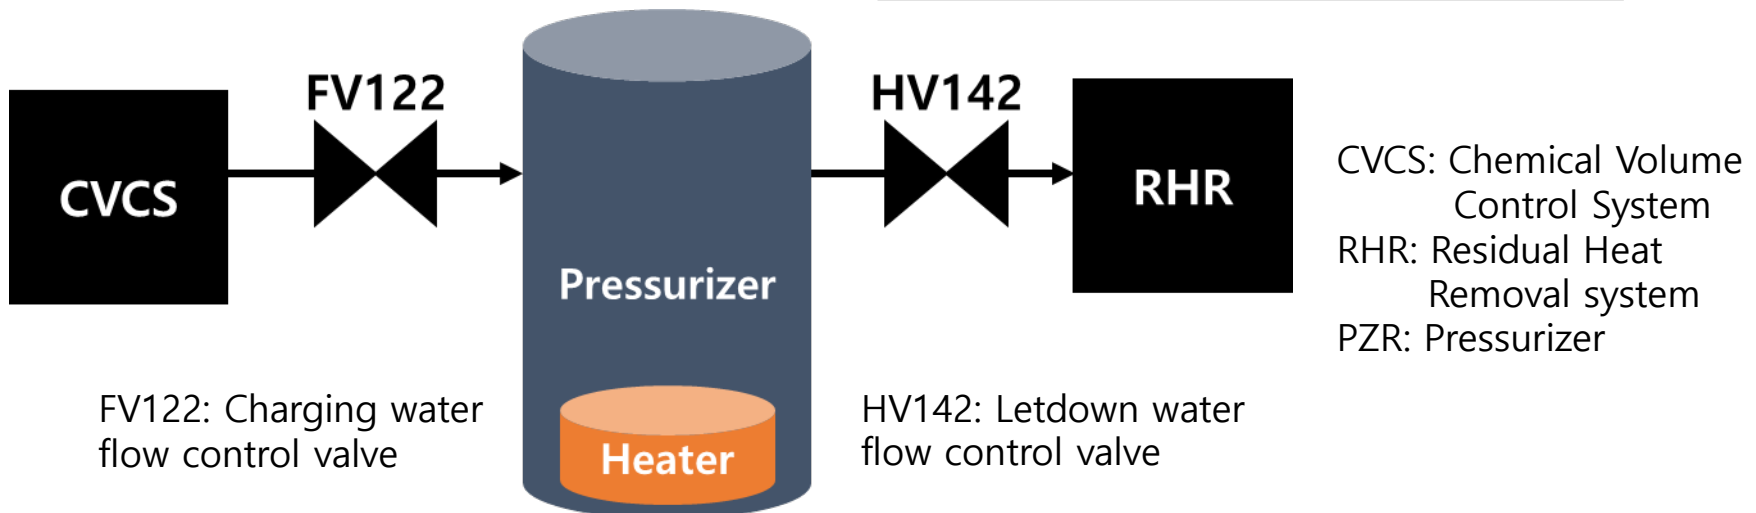 FV122
HV142
CVCS
Pressurizer
Heater
RHR
CVCS: Chemical Volume
Control System
RHR: Residual Heat
Removal system
PZR: Pressurizer
FV122: Charging water
flow control valve
HV142: Letdown water
flow control valve